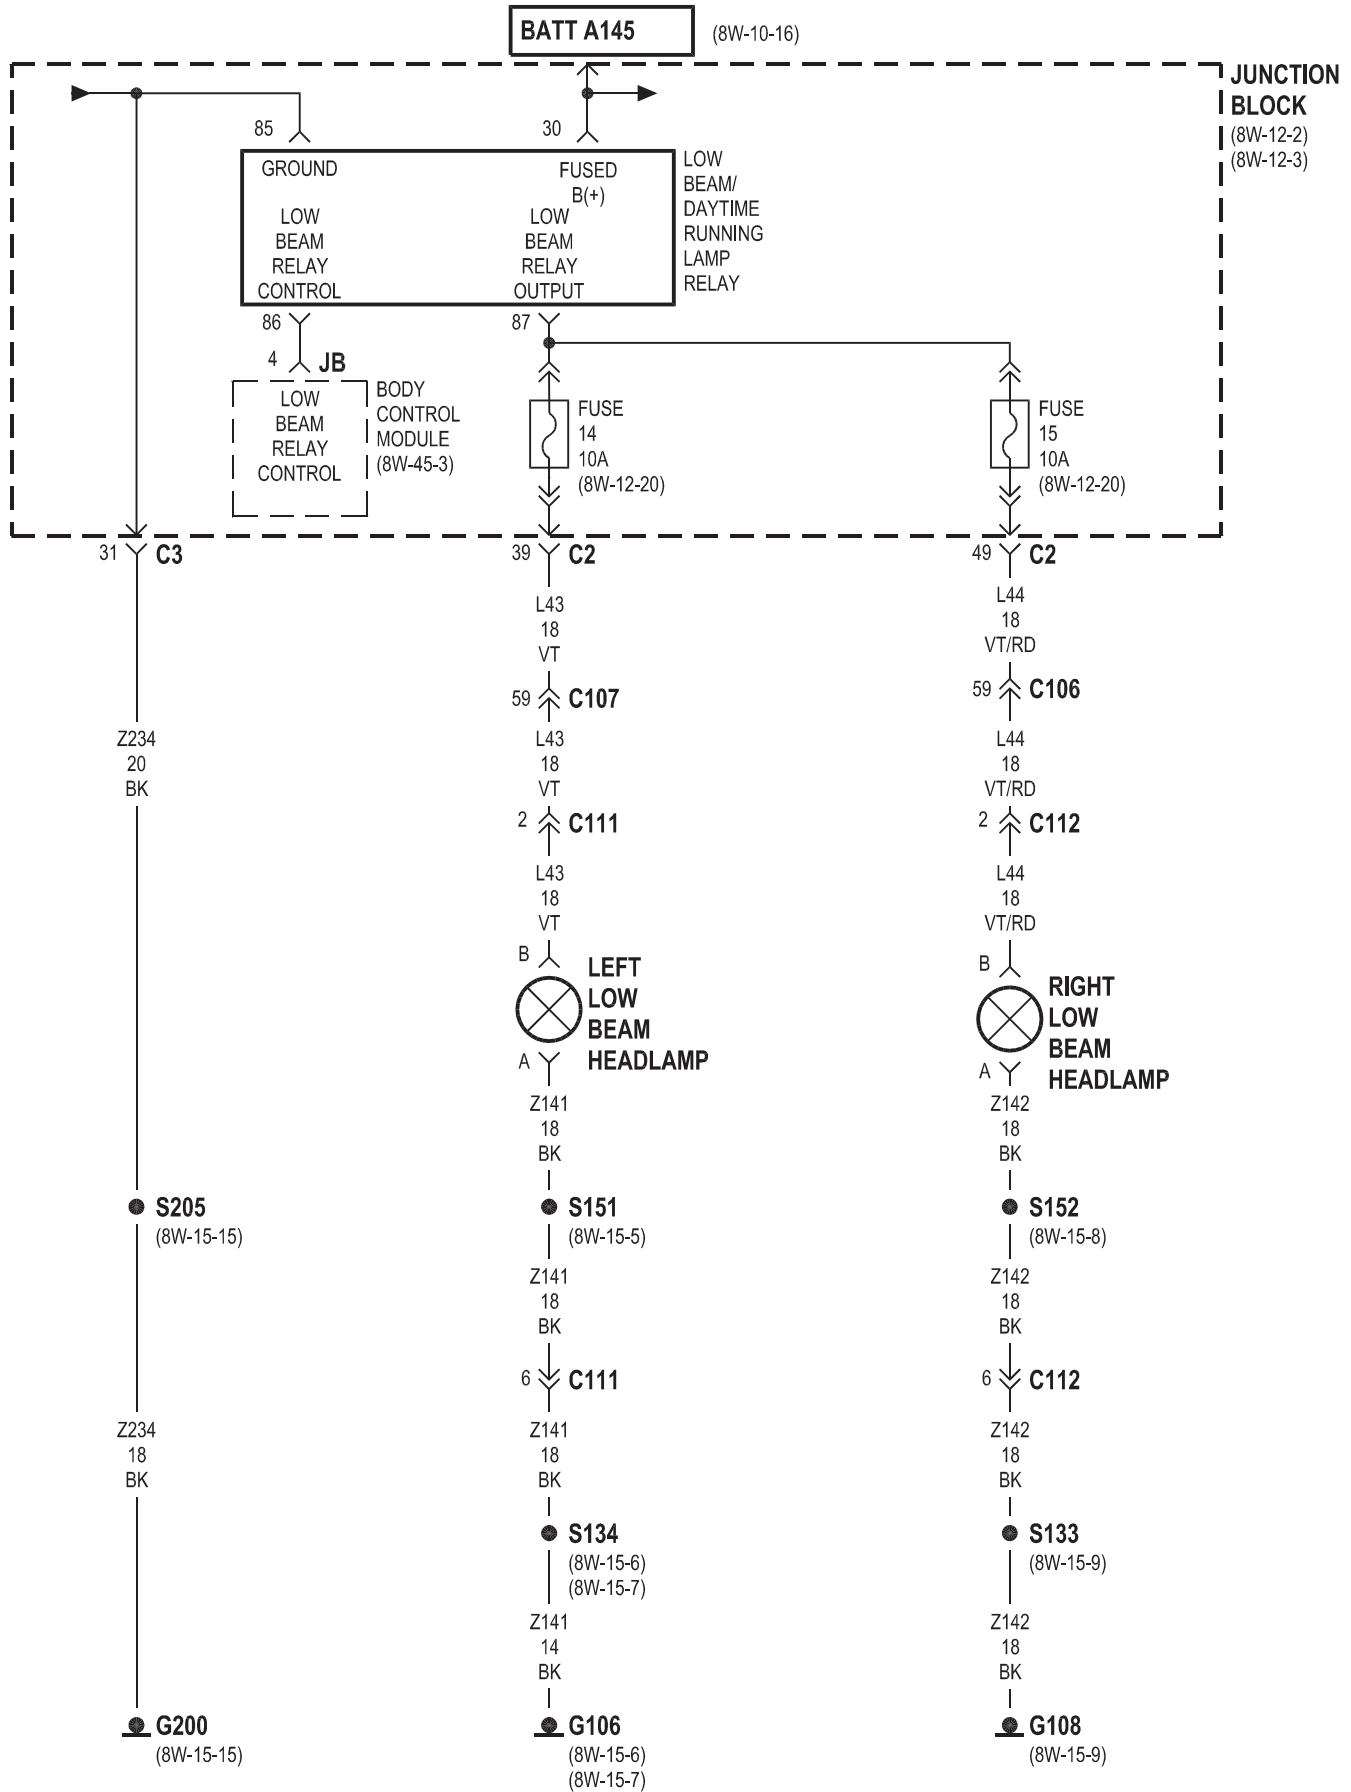 BATT A145
(8W-10-16)
JUNCTION
BLOCK
(8W-12-2)
(8W-12-3)
85
30
GROUND
FUSED
B(+)
LOW
BEAM
RELAY
CONTROL
LOW
BEAM
RELAY
OUTPUT
LOW
BEAM/
DAYTIME
RUNNING
LAMP
RELAY
86
87
4
JB
LOW
BEAM
RELAY
CONTROL
BODY
CONTROL
MODULE
(8W-45-3)
FUSE
14
10A
(8W-12-20)
FUSE
15
10A
(8W-12-20)
31
C3
39
C2
49
C2
L43
18
VT
L44
18
VT/RD
59
C107
59
C106
Z234
20
BK
L43
18
VT
L44
18
VT/RD
2
C111
2
C112
L43
18
VT
L44
18
VT/RD
B
LEFT
LOW
BEAM
HEADLAMP
A
B
RIGHT
LOW
BEAM
HEADLAMP
A
Z141
18
BK
Z142
18
BK
S205
(8W-15-15)
S151
(8W-15-5)
S152
(8W-15-8)
Z141
18
BK
Z142
18
BK
6
C111
6
C112
Z234
18
BK
Z141
18
BK
Z142
18
BK
S134
(8W-15-6)
(8W-15-7)
S133
(8W-15-9)
Z141
14
BK
Z142
18
BK
G200
(8W-15-15)
G106
(8W-15-6)
(8W-15-7)
G108
(8W-15-9)